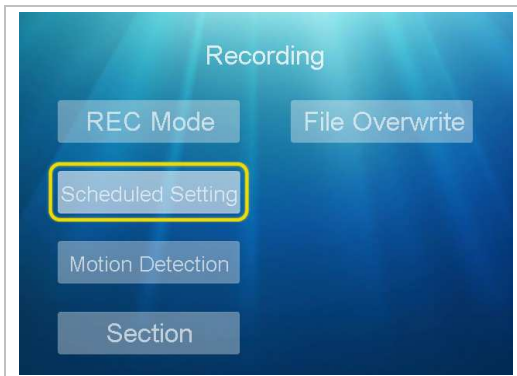 Recording
REC Mode
File Overwrite
Scheduled Setting
Motion Detection
Section